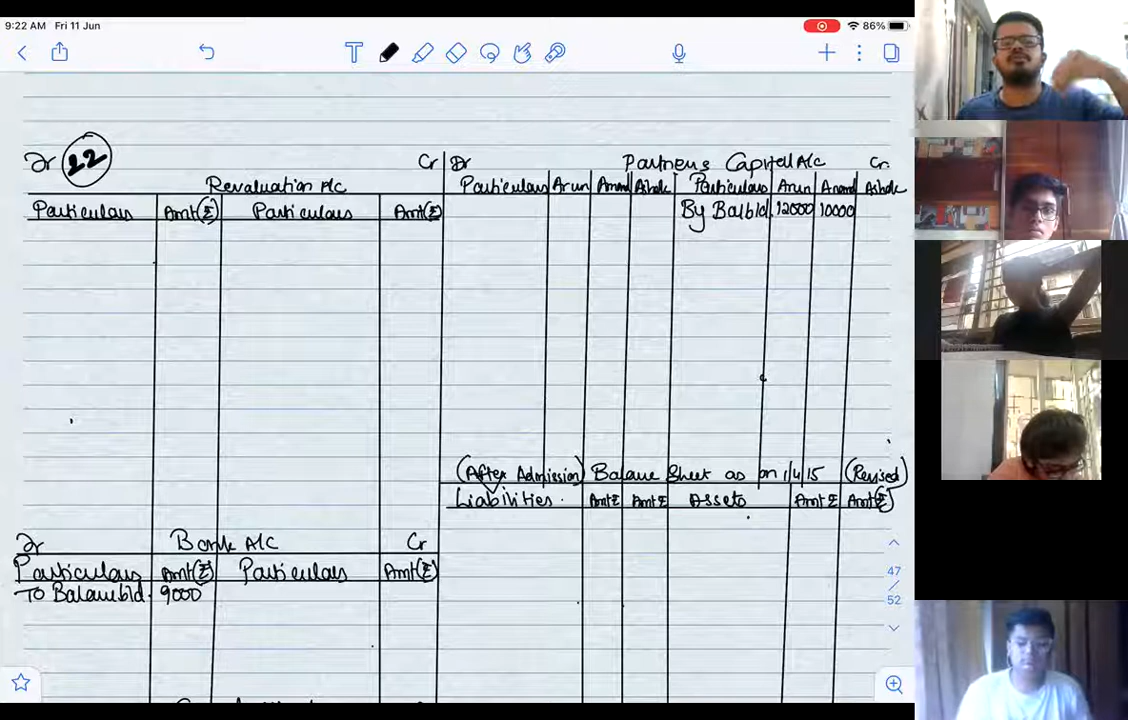 9:22 AM Fri 11 Jun
86%
Dr 22 Cr
Revaluation A/c
Particulars Amt(₹) Particulars Amt(₹)
Dr Partners Capital A/c Cr
Particulars Arun Anand Ashok Particulars Arun Anand Ashok
By Bal b/d. 12000 10000
(After Admission) Balance Sheet as on 1/4/15 (Revised)
Liabilities Amt ₹ Amt ₹ Assets Amt ₹ Amt(₹)
Dr Bank A/c Cr
Particulars Amt(₹) Particulars Amt(₹)
To Balance b/d. 9000
47
52